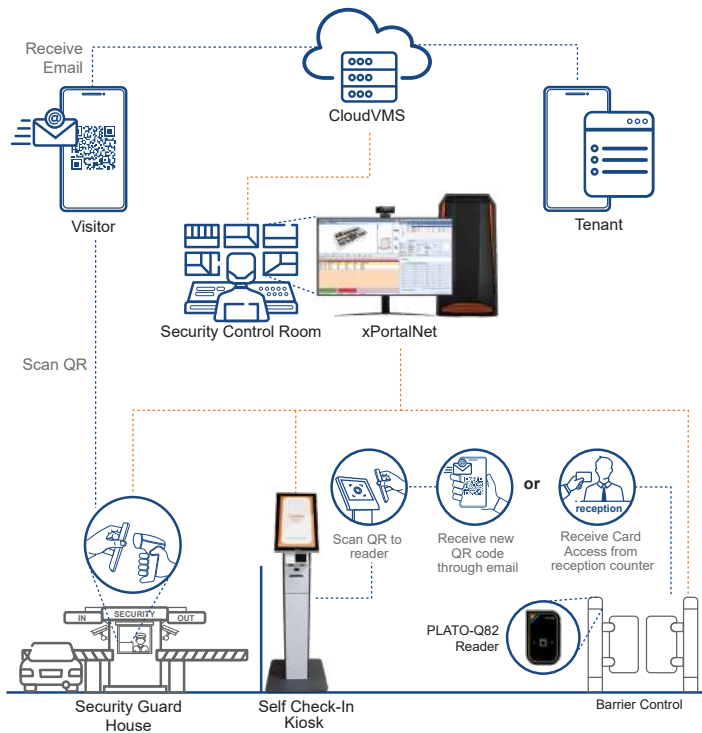 Receive
Email
CloudVMS
Visitor
Tenant
Security Control Room
xPortalNet
Scan QR
or
reception
Scan QR to
reader
Receive new
QR code
through email
Receive Card
Access from
reception counter
IN
SECURITY
OUT
PLATO-Q82
Reader
Security Guard
House
Self Check-In
Kiosk
Barrier Control